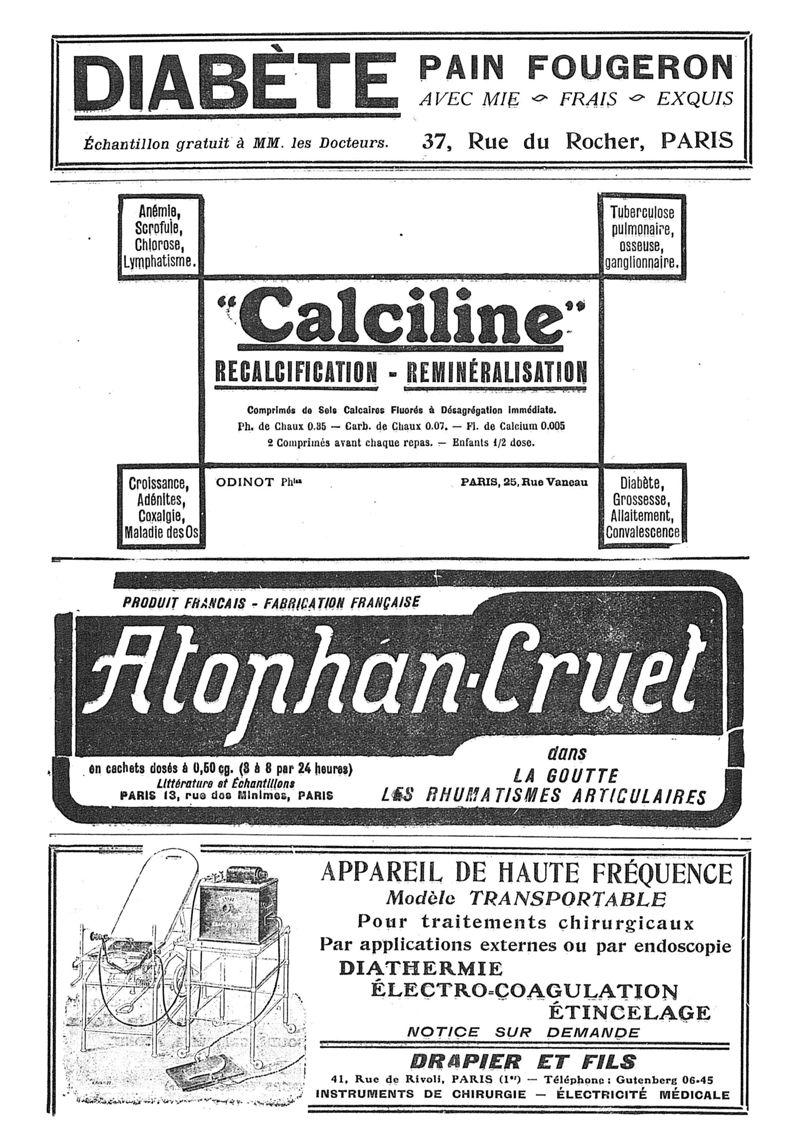 DIABÈTE
PAIN FOUGERON
AVEC MIE ~ FRAIS ~ EXQUIS
Échantillon gratuit à MM. les Docteurs.
37, Rue du Rocher, PARIS
Anémie,
Scrofule,
Chlorose,
Lymphatisme.
Tuberculose
pulmonaire,
osseuse,
ganglionnaire.
"Calciline"
RECALCIFICATION - REMINÉRALISATION
Comprimés de Sels Calcaires Fluorés à Désagrégation Immédiate.
Ph. de Chaux 0.35 — Carb. de Chaux 0.07. — Fl. de Calcium 0.005
2 Comprimés avant chaque repas. — Enfants 1/2 dose.
Croissance,
Adénites,
Coxalgie,
Maladie des Os
ODINOT Phien
PARIS, 25, Rue Vaneau
Diabète,
Grossesse,
Allaitement,
Convalescence
PRODUIT FRANCAIS - FABRICATION FRANÇAISE
Atophan-Cruet
en cachets dosés à 0,50 cg. (3 à 8 par 24 heures)
Littérature et Échantillons
PARIS 13, rue des Minimes, PARIS
dans
LA GOUTTE
LES RHUMATISMES ARTICULAIRES
APPAREIL DE HAUTE FRÉQUENCE
Modèle TRANSPORTABLE
Pour traitements chirurgicaux
Par applications externes ou par endoscopie
DIATHERMIE
ÉLECTRO-COAGULATION
ÉTINCELAGE
NOTICE SUR DEMANDE
DRAPIER ET FILS
41, Rue de Rivoli, PARIS (1er) — Téléphone : Gutenberg 06-45
INSTRUMENTS DE CHIRURGIE — ÉLECTRICITÉ MÉDICALE